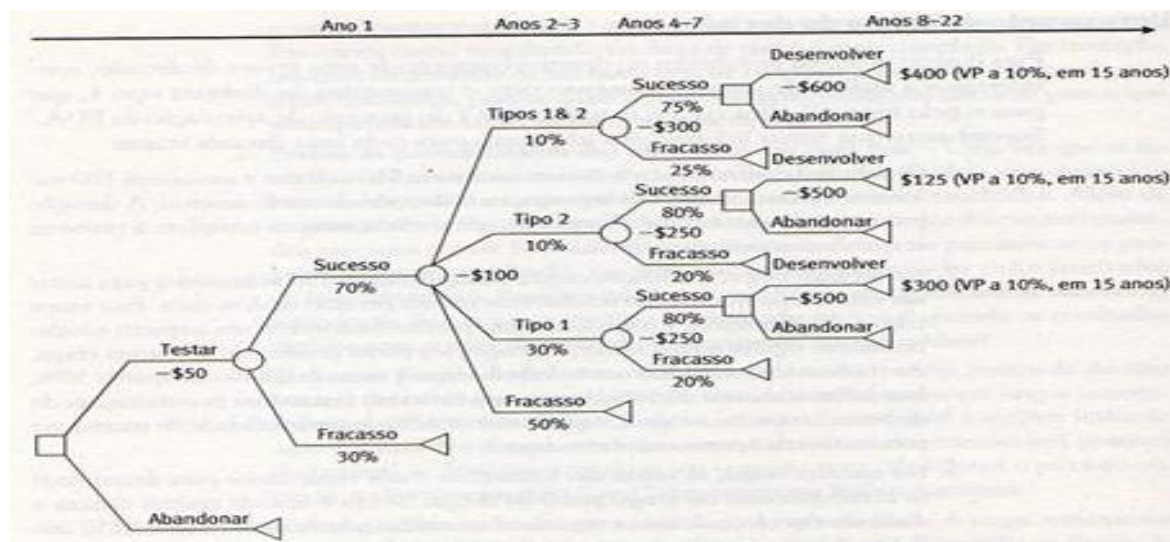 Ano 1 Anos 2–3 Anos 4–7 Anos 8–22
Desenvolver
$400 (VP a 10%, em 15 anos)
Sucesso
–$600
75%
Tipos 1& 2
–$300
Abandonar
10%
Fracasso
25%
Desenvolver
$125 (VP a 10%, em 15 anos)
Sucesso
–$500
80%
Tipo 2
–$250
Abandonar
10%
Fracasso
20%
Sucesso
70%
–$100
Desenvolver
$300 (VP a 10%, em 15 anos)
Sucesso
–$500
80%
Tipo 1
–$250
Abandonar
30%
Fracasso
20%
Testar
–$50
Fracasso
50%
Fracasso
30%
Abandonar